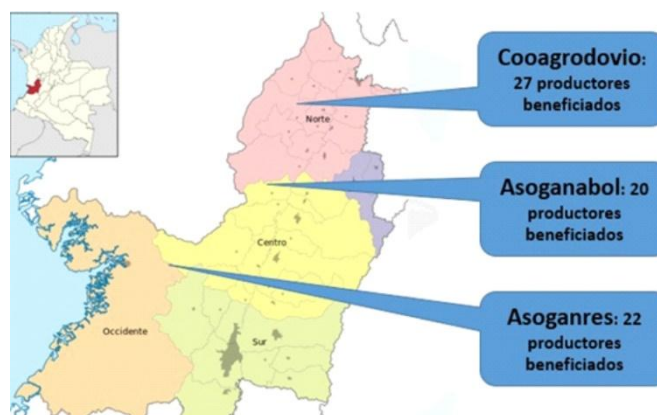 Cooagrodovio:
27 productores
beneficiados
Norte
Asoganabol: 20
productores
beneficiados
Centro
Asoganres: 22
productores
beneficiados
Occidente
Sur